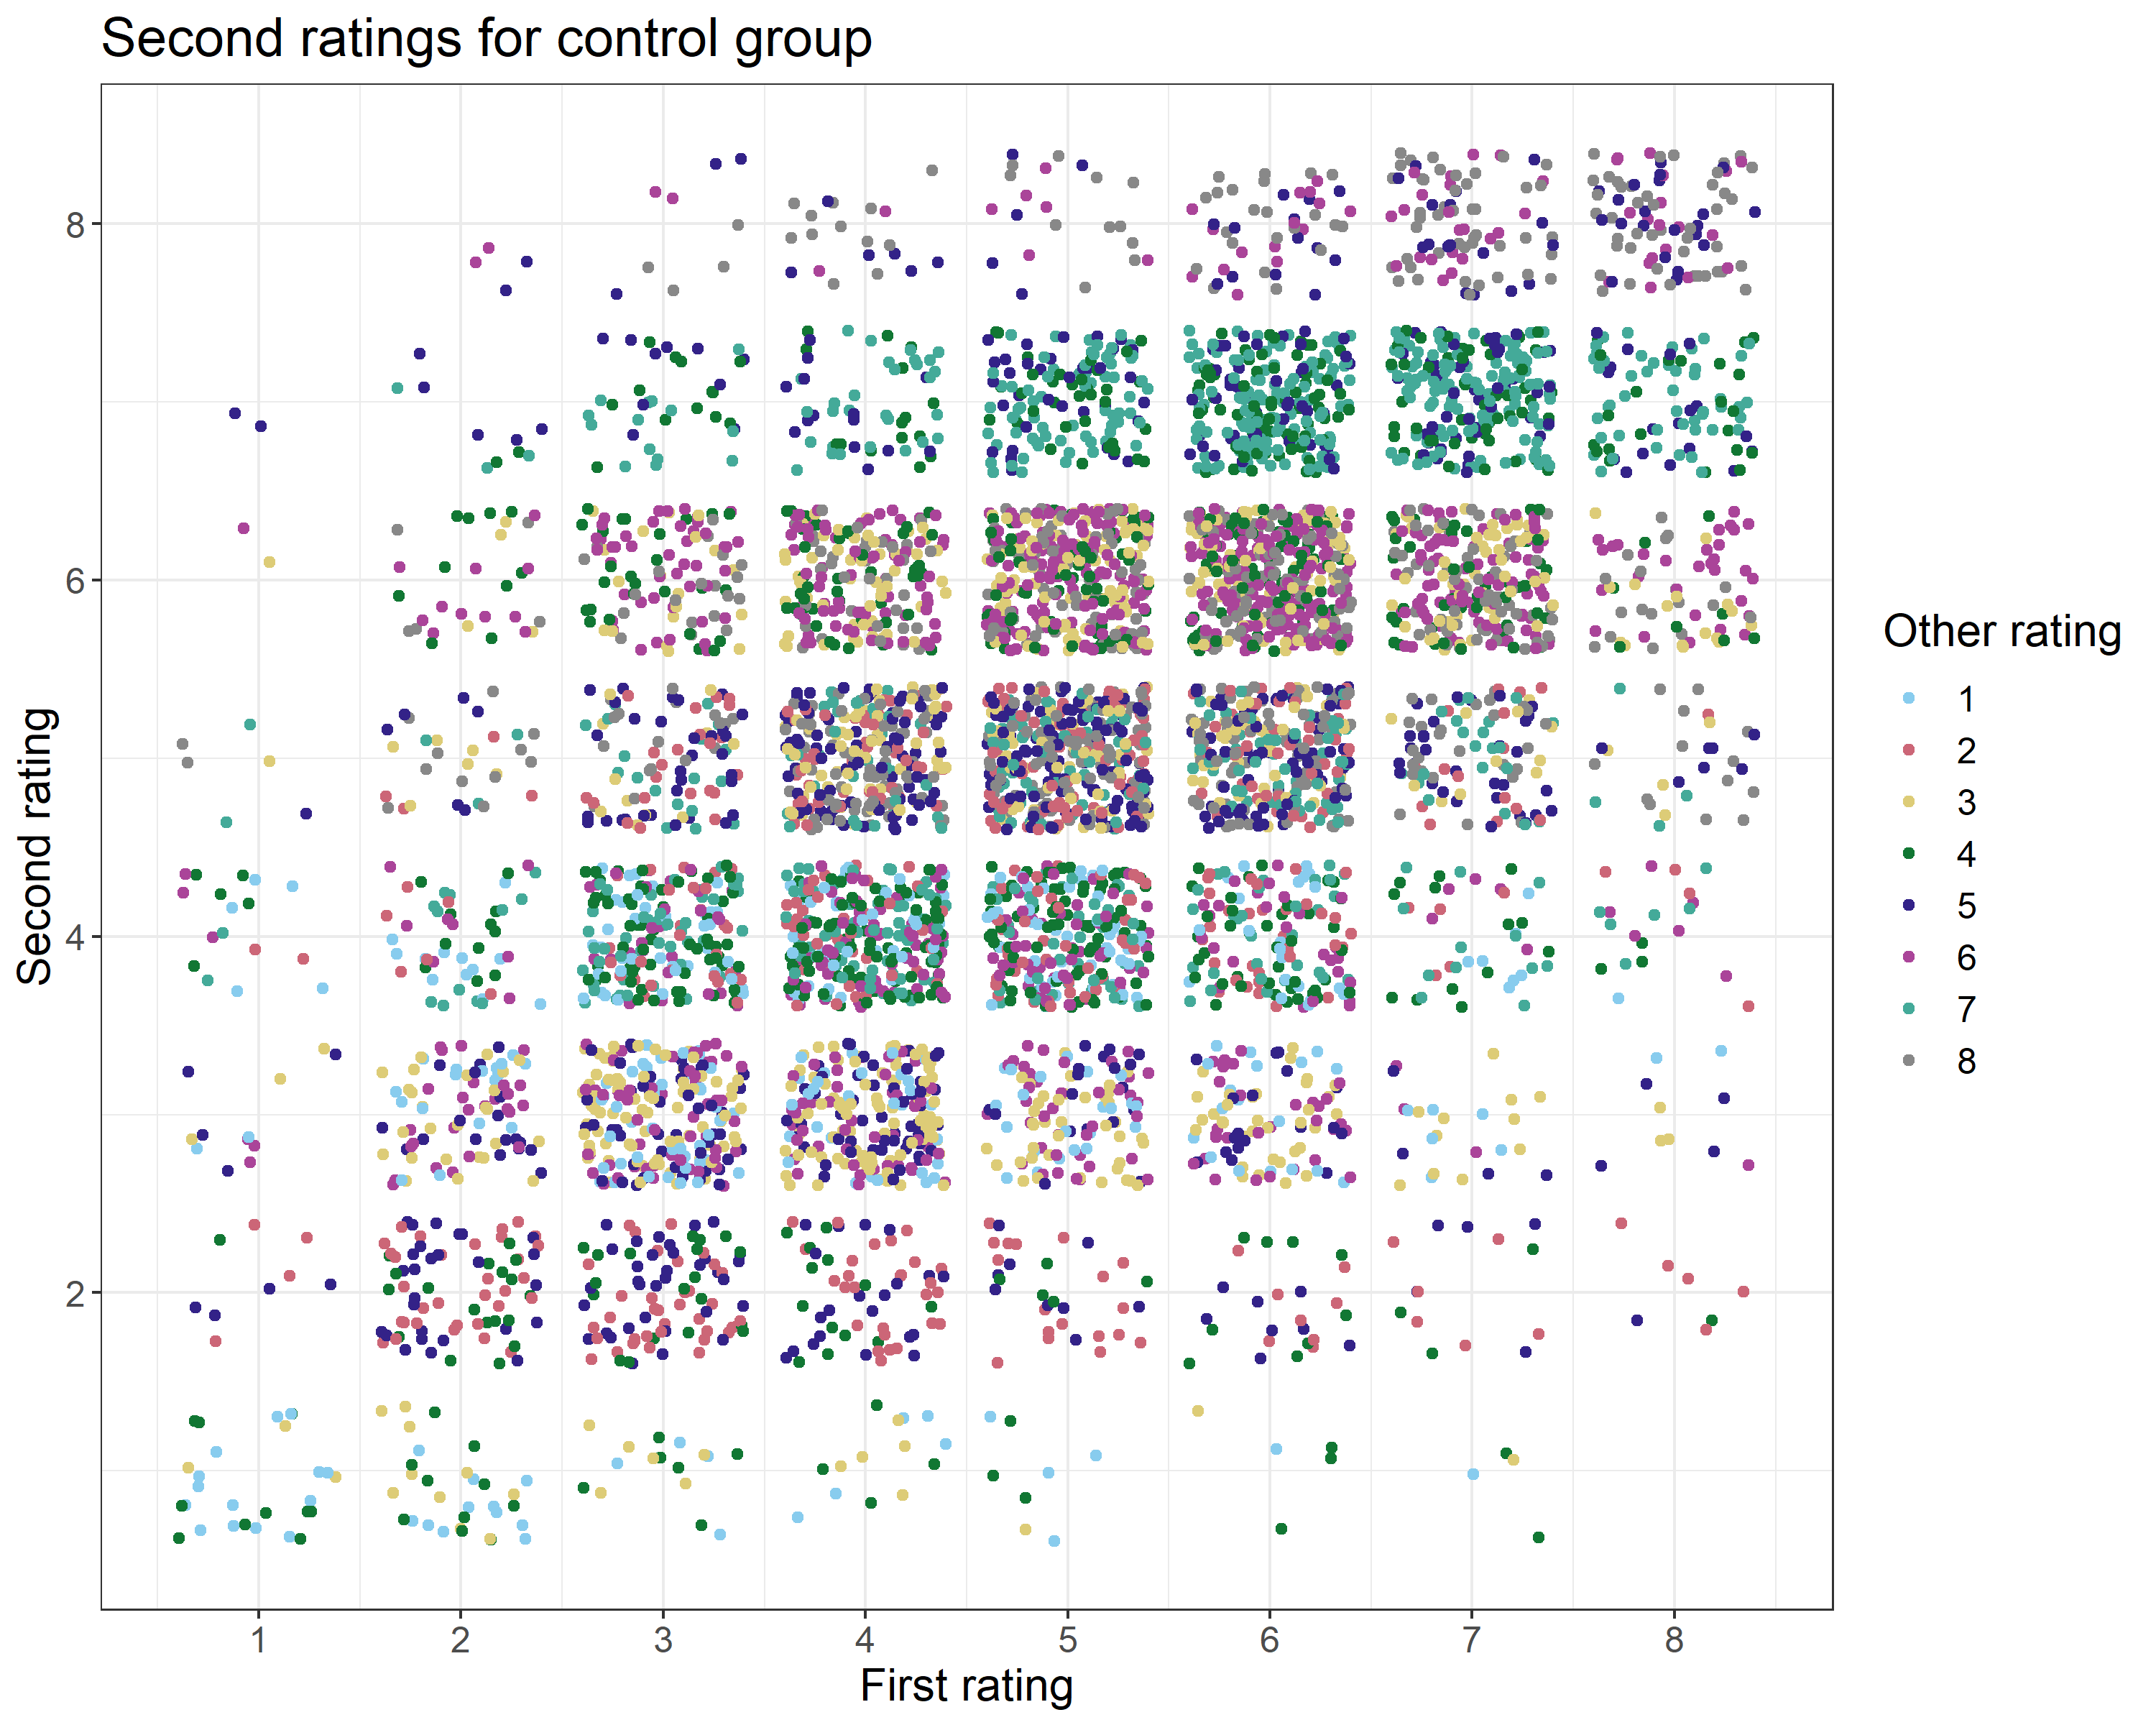 Second ratings for control group
Second rating
8
6
4
2
1 2 3 4 5 6 7 8
First rating
Other rating
1
2
3
4
5
6
7
8